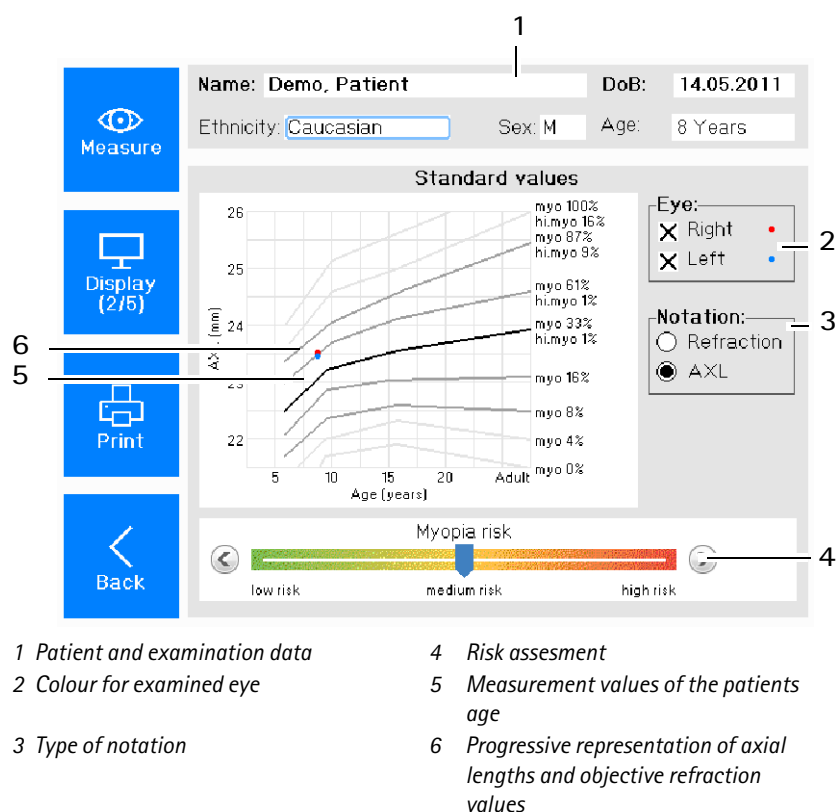 1
Name: Demo, Patient DoB: 14.05.2011
Ethnicity: Caucasian Sex: M Age: 8 Years
Measure
Display
(2/5)
Print
Back
Standard values
26
25
24
23
22
AXL (mm)
5 10 15 20 Adult
Age (years)
myo 100%
hi.myo 16%
myo 87%
hi.myo 9%
myo 61%
hi.myo 1%
myo 33%
hi.myo 1%
myo 16%
myo 8%
myo 4%
myo 0%
Eye:
Right
Left
2
Notation:
Refraction
AXL
3
6
5
Myopia risk
low risk medium risk high risk
4
1 Patient and examination data
2 Colour for examined eye
3 Type of notation
4 Risk assesment
5 Measurement values of the patients
age
6 Progressive representation of axial
lengths and objective refraction
values